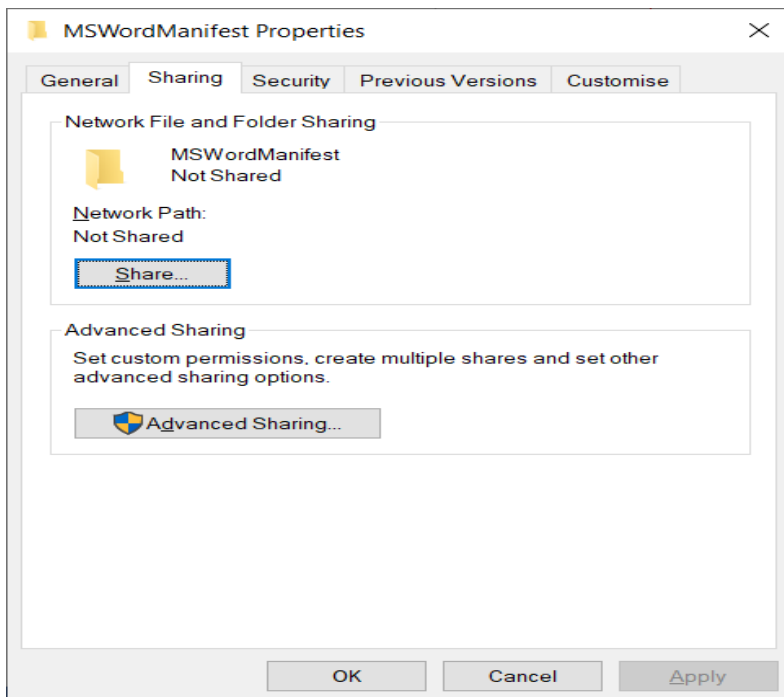 MSWordManifest Properties
General Sharing Security Previous Versions Customise
Network File and Folder Sharing
MSWordManifest
Not Shared
Network Path:
Not Shared
Share...
Advanced Sharing
Set custom permissions, create multiple shares and set other
advanced sharing options.
Advanced Sharing...
OK Cancel Apply